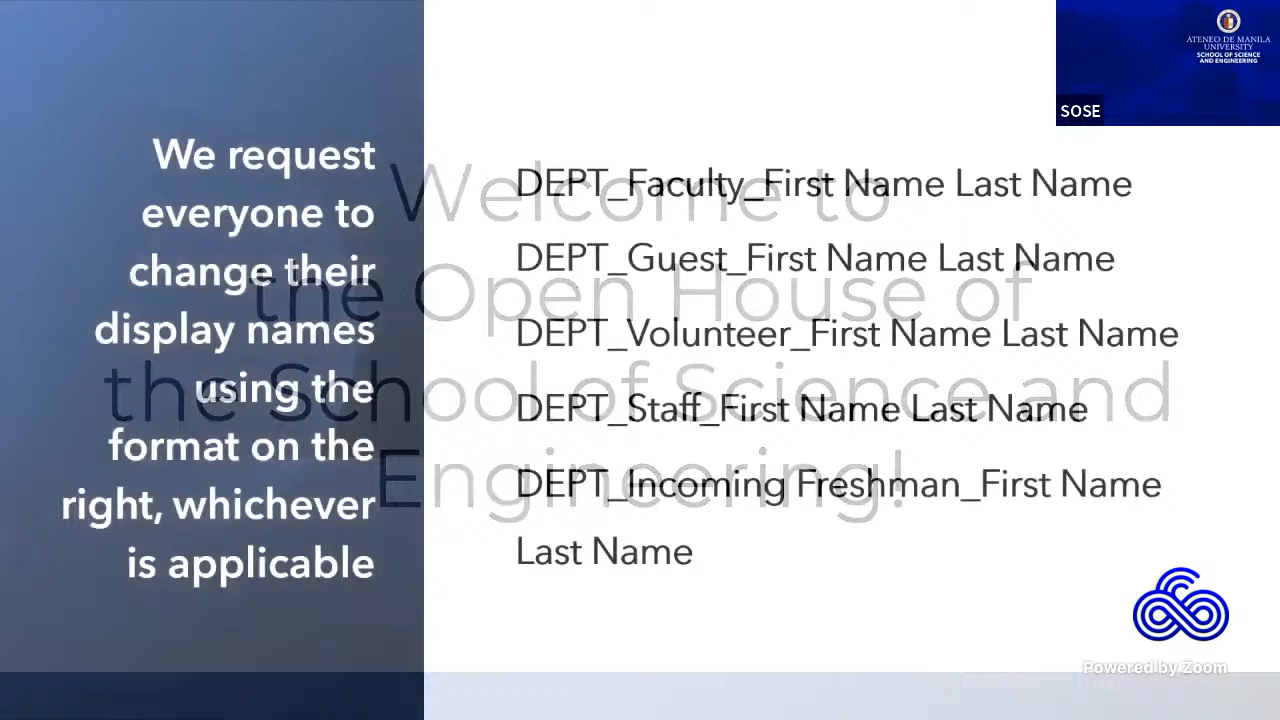 We request
everyone to
change their
display names
using the
format on the
right, whichever
is applicable
Welcome to
the Open House of
the School of Science and
Engineering!
DEPT_Faculty_First Name Last Name
DEPT_Guest_First Name Last Name
DEPT_Volunteer_First Name Last Name
DEPT_Staff_First Name Last Name
DEPT_Incoming Freshman_First Name
Last Name
ATENEO DE MANILA
UNIVERSITY
SCHOOL OF SCIENCE
AND ENGINEERING
SOSE
Powered by Zoom